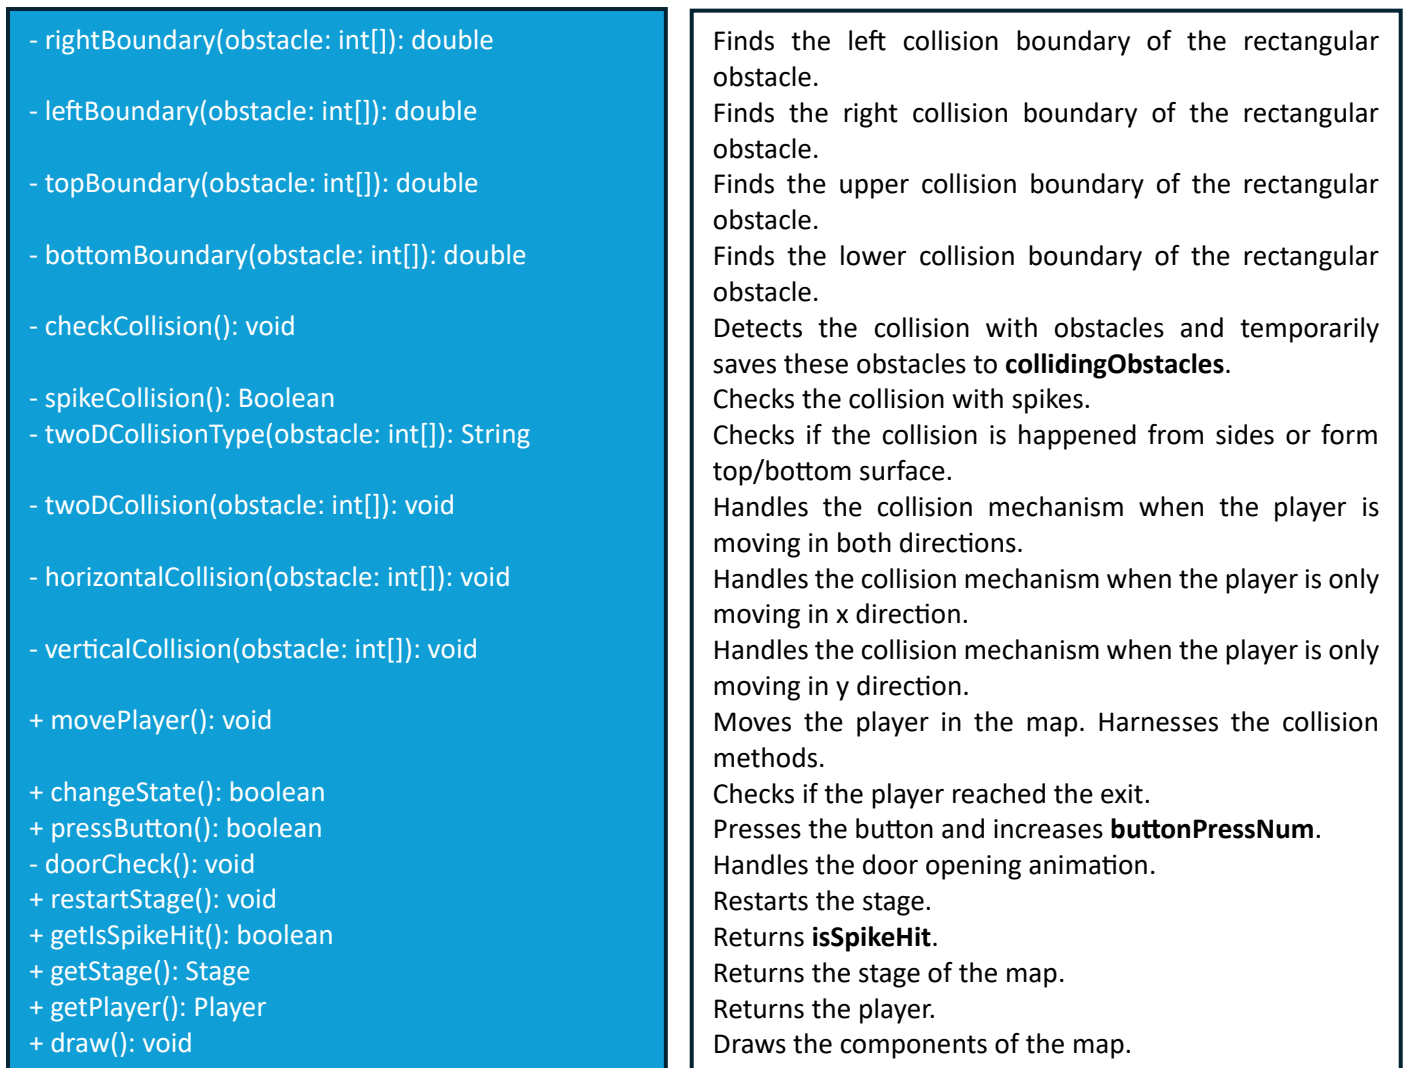 - rightBoundary(obstacle: int[]): double
- leftBoundary(obstacle: int[]): double
- topBoundary(obstacle: int[]): double
- bottomBoundary(obstacle: int[]): double
- checkCollision(): void
- spikeCollision(): Boolean
- twoDCollisionType(obstacle: int[]): String
- twoDCollision(obstacle: int[]): void
- horizontalCollision(obstacle: int[]): void
- verticalCollision(obstacle: int[]): void
+ movePlayer(): void
+ changeState(): boolean
+ pressButton(): boolean
- doorCheck(): void
+ restartStage(): void
+ getIsSpikeHit(): boolean
+ getStage(): Stage
+ getPlayer(): Player
+ draw(): void
Finds the left collision boundary of the rectangular
obstacle.
Finds the right collision boundary of the rectangular
obstacle.
Finds the upper collision boundary of the rectangular
obstacle.
Finds the lower collision boundary of the rectangular
obstacle.
Detects the collision with obstacles and temporarily
saves these obstacles to collidingObstacles.
Checks the collision with spikes.
Checks if the collision is happened from sides or form
top/bottom surface.
Handles the collision mechanism when the player is
moving in both directions.
Handles the collision mechanism when the player is only
moving in x direction.
Handles the collision mechanism when the player is only
moving in y direction.
Moves the player in the map. Harnesses the collision
methods.
Checks if the player reached the exit.
Presses the button and increases buttonPressNum.
Handles the door opening animation.
Restarts the stage.
Returns isSpikeHit.
Returns the stage of the map.
Returns the player.
Draws the components of the map.